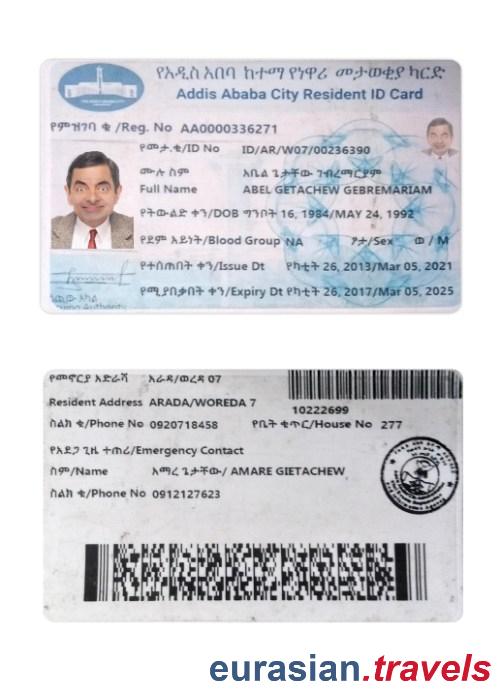 የአዲስ አበባ ከተማ የነዋሪ መታወቂያ ካርድ
Addis Ababa City Resident ID Card
የምዝገባ ቁ /Reg. No AA0000336271
የመታ.ቁ/ID No ID/AR/W07/00236390
ሙሉ ስም አቤል ጌታቸው ገብረማርያም
Full Name ABEL GETACHEW GEBREMARIAM
የትውልድ ቀን/DOB ግንቦት 16, 1984/MAY 24, 1992
የደም አይነት/Blood Group NA ፆታ/Sex ወ / M
የተሰጠበት ቀን/Issue Dt የካቲት 26, 2013/Mar 05, 2021
የሚያበቃበት ቀን/Expiry Dt የካቲት 26, 2017/Mar 05, 2025
Authority
የመኖርያ አድራሻ አራዳ/ወረዳ 07
Resident Address ARADA/WOREDA 7
10222699
ስልክ ቁ/Phone No 0920718458 የቤት ቁጥር/House No 277
የአደጋ ጊዜ ተጠሪ/Emergency Contact
ስም/Name አማረ ጌታቸው/ AMARE GIETACHEW
ስልክ ቁ/Phone No 0912127623
eurasian.travels